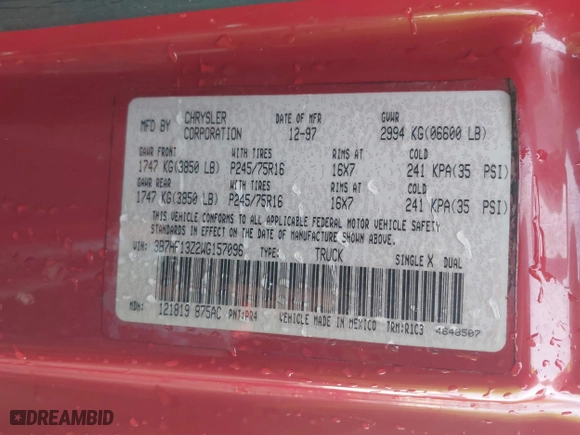 MFD BY CHRYSLER CORPORATION DATE OF MFR 12-97 GVWR 2994 KG(06600 LB)
GAWR FRONT WITH TIRES RIMS AT COLD
1747 KG(3850 LB) P245/75R16 16X7 241 KPA(35 PSI)
GAWR REAR WITH TIRES RIMS AT COLD
1747 KG(3850 LB) P245/75R16 16X7 241 KPA(35 PSI)
THIS VEHICLE CONFORMS TO ALL APPLICABLE FEDERAL MOTOR VEHICLE SAFETY
STANDARDS IN EFFECT ON THE DATE OF MANUFACTURE SHOWN ABOVE.
VIN: 3B7HF13Z2WG157096 TYPE: TRUCK SINGLE X DUAL
MDH: 121819 875AC PNT:PR4 VEHICLE MADE IN MEXICO TRM:R1C3 4648507
DREAMBID